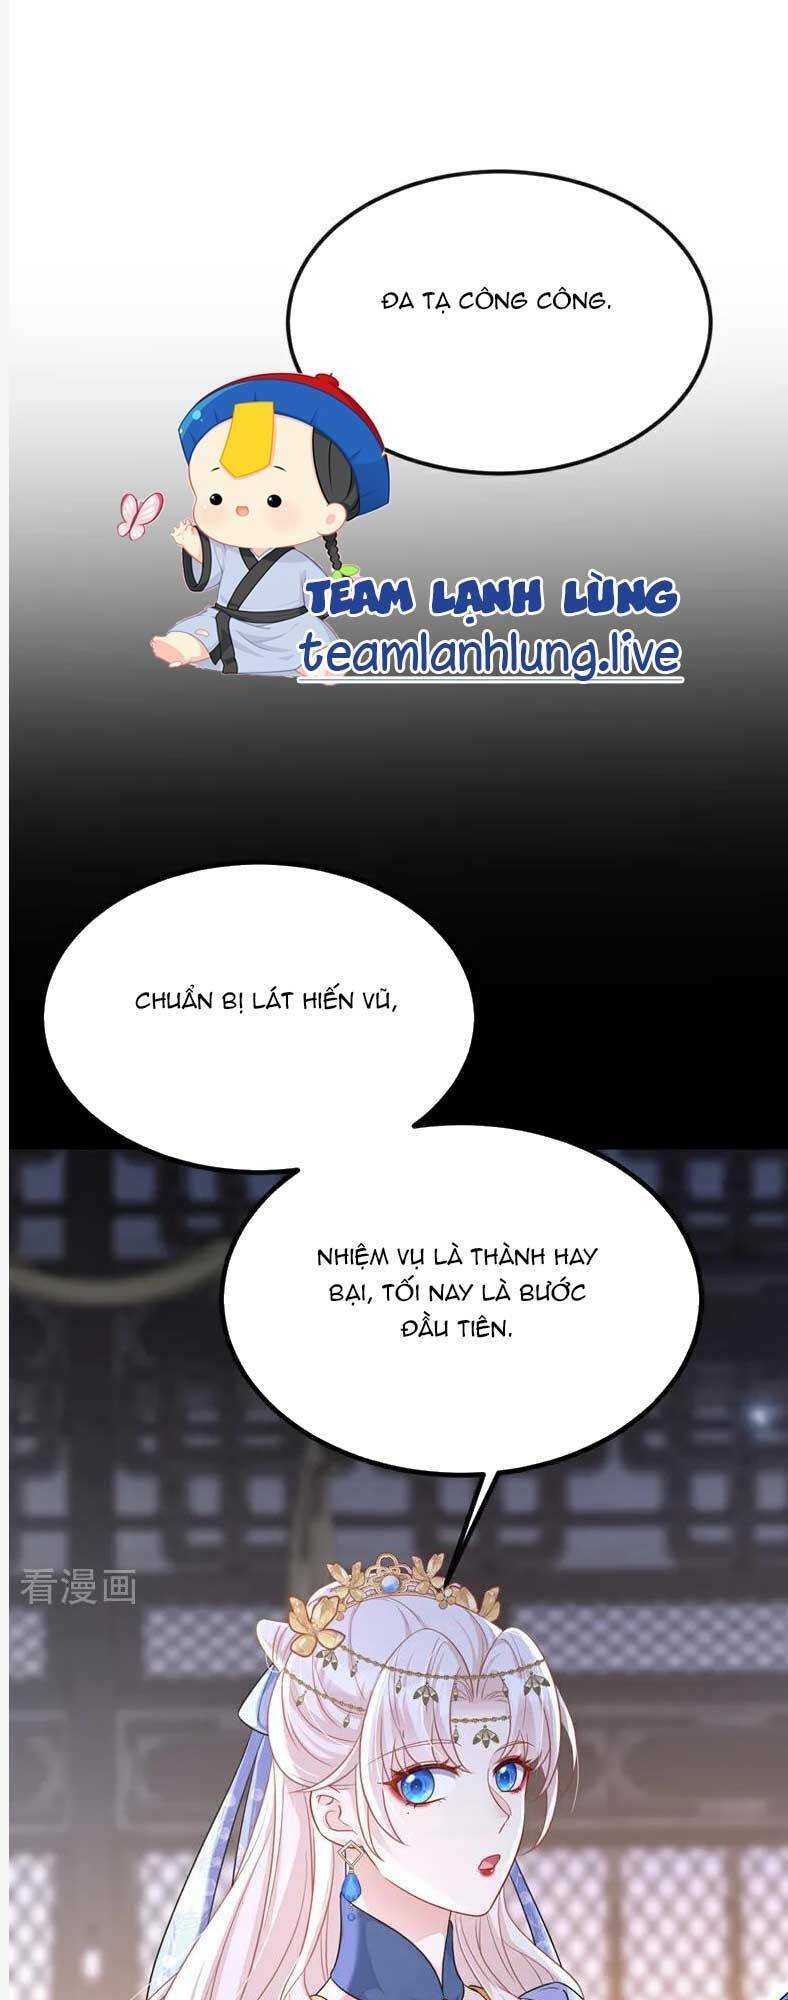 ĐA TẠ CÔNG CÔNG.
TEAM LẠNH LÙNG
teamlanhlung.live
CHUẨN BỊ LÁT HIẾN VŨ,
NHIỆM VỤ LÀ THÀNH HAY
BẠI, TỐI NAY LÀ BƯỚC
ĐẦU TIÊN.
看漫画